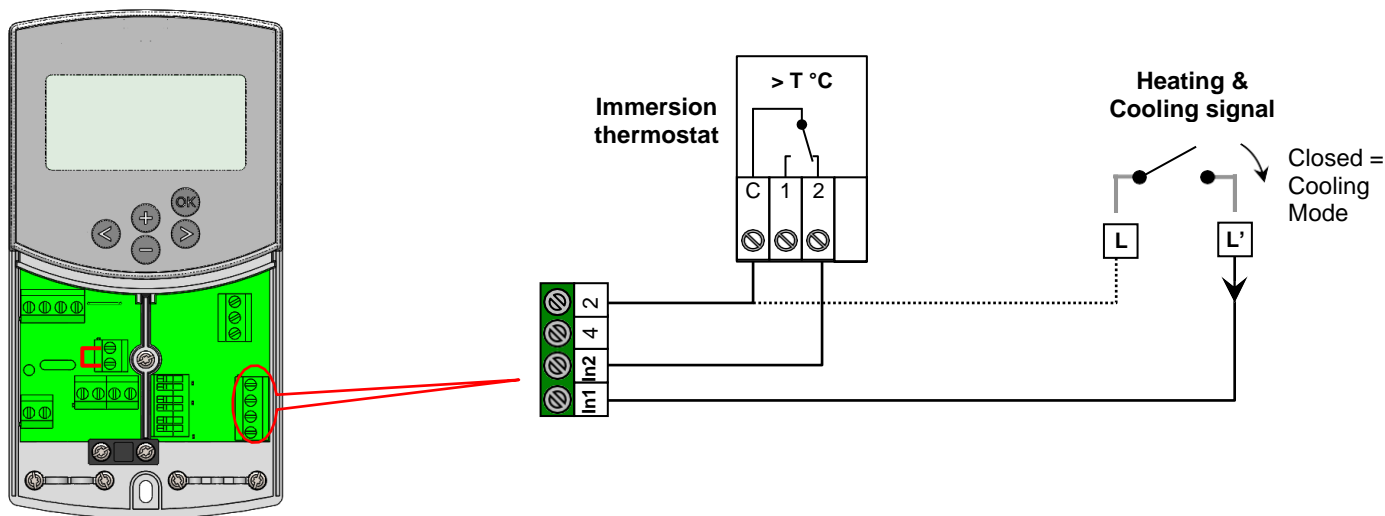 OK
+
<
>
−
Immersion
thermostat
> T °C
C 1 2
Heating &
Cooling signal
Closed =
Cooling
Mode
L
L’
2
4
In2
In1